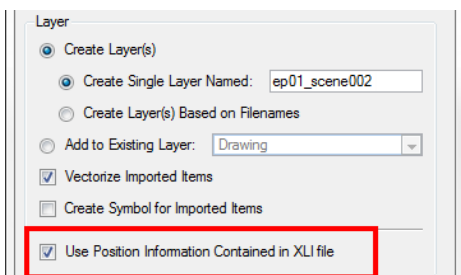 Layer
Create Layer(s)
Create Single Layer Named: ep01_scene002
Create Layer(s) Based on Filenames
Add to Existing Layer: Drawing
Vectorize Imported Items
Create Symbol for Imported Items
Use Position Information Contained in XLI file